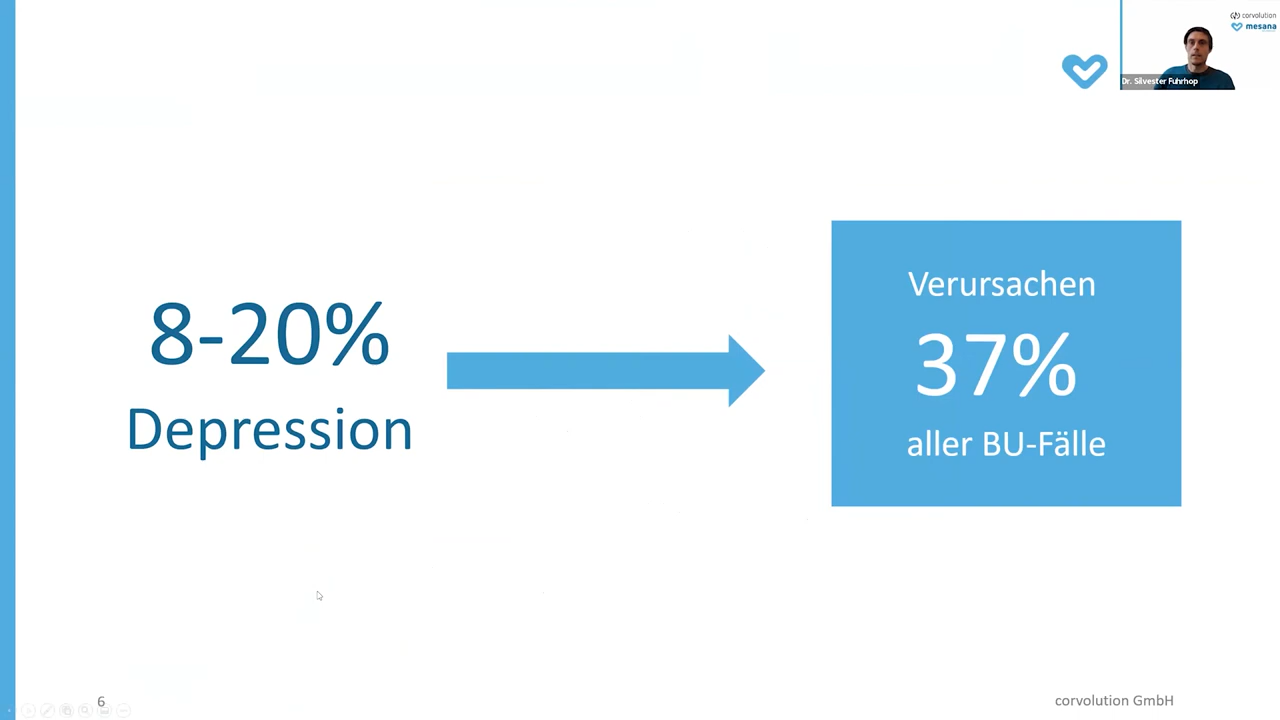 corvolution
mesana
Dr. Silvester Fuhrhop
8-20%
Depression
Verursachen
37%
aller BU-Fälle
6
corvolution GmbH